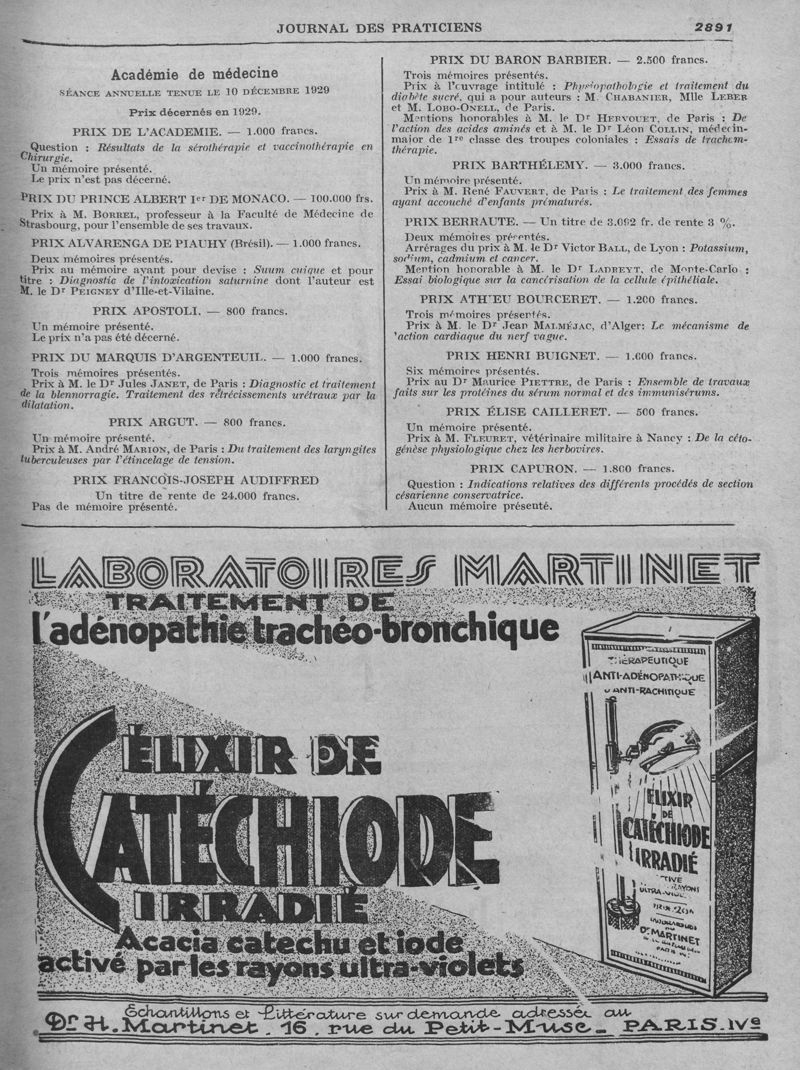 JOURNAL DES PRATICIENS
2891
Académie de médecine
SÉANCE ANNUELLE TENUE LE 10 DÉCEMBRE 1929
Prix décernés en 1929.
PRIX DE L'ACADEMIE. — 1.000 francs.
Question : Résultats de la sérothérapie et vaccinothérapie en
Chirurgie.
Un mémoire présenté.
Le prix n'est pas décerné.
PRIX DU PRINCE ALBERT Ier DE MONACO. — 100.000 frs.
Prix à M. BORREL, professeur à la Faculté de Médecine de
Strasbourg, pour l'ensemble de ses travaux.
PRIX ALVARENGA DE PIAUHY (Brésil). — 1.000 francs.
Deux mémoires présentés.
Prix au mémoire ayant pour devise : Suum cuique et pour
titre : Diagnostic de l'intoxication saturnine dont l'auteur est
M. le Dr PEIGNEY d'Ille-et-Vilaine.
PRIX APOSTOLI. — 800 francs.
Un mémoire présenté.
Le prix n'a pas été décerné.
PRIX DU MARQUIS D'ARGENTEUIL. — 1.000 francs.
Trois mémoires présentés.
Prix à M. le Dr Jules JANET, de Paris : Diagnostic et traitement
de la blennorragie. Traitement des rétrécissements urétraux par la
dilatation.
PRIX ARGUT. — 800 francs.
Un mémoire présenté.
Prix à M. André MARION, de Paris : Du traitement des laryngites
tuberculeuses par l'étincelage de tension.
PRIX FRANCOIS-JOSEPH AUDIFFRED
Un titre de rente de 24.000 francs.
Pas de mémoire présenté.
PRIX DU BARON BARBIER. — 2.500 francs.
Trois mémoires présentés.
Prix à l'ouvrage intitulé : Physiopathologie et traitement du
diabète sucré, qui a pour auteurs : M. CHABANIER, Mlle LEBER
et M. LOBO-ONELL, de Paris.
Mentions honorables à M. le Dr HERVOUET, de Paris : De
l'action des acides aminés et à M. le Dr Léon COLLIN, médecin-
major de 1re classe des troupes coloniales : Essais de trachem-
thérapie.
PRIX BARTHÉLEMY. — 3.000 francs.
Un mémoire présenté.
Prix à M. René FAUVERT, de Paris : Le traitement des femmes
ayant accouché d'enfants prématurés.
PRIX BERRAUTE. — Un titre de 3.092 fr. de rente 3 %.
Deux mémoires présentés.
Arrérages du prix à M. le Dr Victor BALL, de Lyon : Potassium,
sodium, cadmium et cancer.
Mention honorable à M. le Dr LADREYT, de Monte-Carlo :
Essai biologique sur la cancérisation de la cellule épithéliale.
PRIX ATH'EU BOURCERET. — 1.200 francs.
Trois mémoires présentés.
Prix à M. le Dr Jean MALMÉJAC, d'Alger: Le mécanisme de
'action cardiaque du nerf vague.
PRIX HENRI BUIGNET. — 1.600 francs.
Six mémoires présentés.
Prix au Dr Maurice PIETTRE, de Paris : Ensemble de travaux
faits sur les protéines du sérum normal et des immunisérums.
PRIX ÉLISE CAILLERET. — 500 francs.
Un mémoire présenté.
Prix à M. FLEURET, vétérinaire militaire à Nancy : De la céto-
génèse physiologique chez les herbovires.
PRIX CAPURON. — 1.800 francs.
Question : Indications relatives des différents procédés de section
césarienne conservatrice.
Aucun mémoire présenté.
LABORATOIRES MARTINET
TRAITEMENT DE
l'adénopathie trachéo-bronchique
ÉLIXIR DE
CATÉCHIODE
IRRADIÉ
Acacia catechu et iode
activé par les rayons ultra-violets
THÉRAPEUTIQUE
ANTI-ADÉNOPATHIQUE
ANTI-RACHITIQUE
ELIXIR
DE
CATÉCHIODE
IRRADIÉ
RAYONS
Dr MARTINET
Échantillons et Littérature sur demande adressée au
Dr H. Martinet. 16. rue du Petit-Musc_ PARIS. IVe